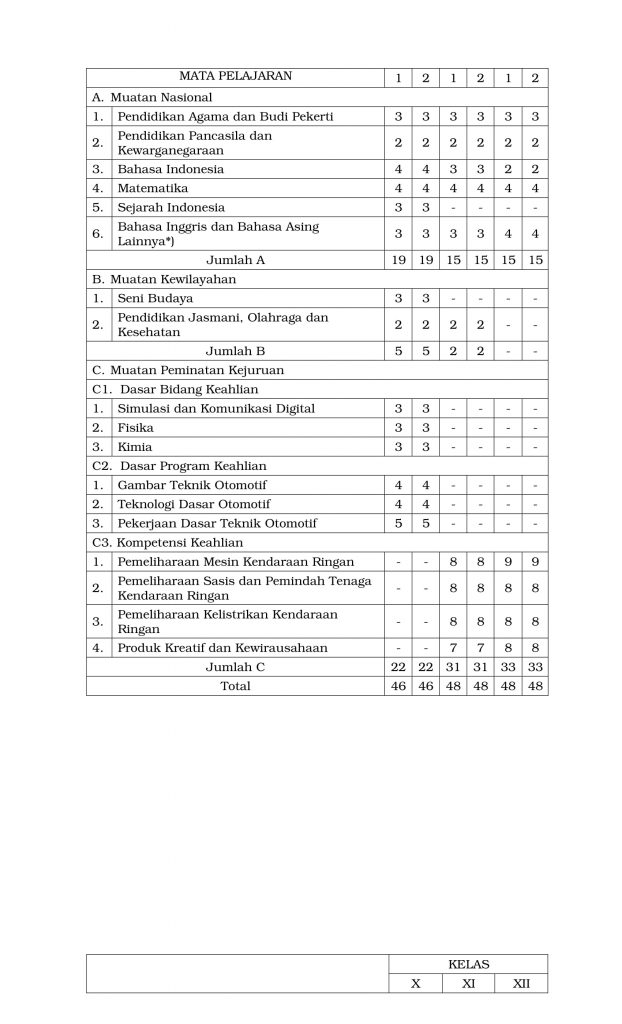 MATA PELAJARAN 1 2 1 2 1 2
A. Muatan Nasional
1. Pendidikan Agama dan Budi Pekerti 3 3 3 3 3 3
2. Pendidikan Pancasila dan
Kewarganegaraan 2 2 2 2 2 2
3. Bahasa Indonesia 4 4 3 3 2 2
4. Matematika 4 4 4 4 4 4
5. Sejarah Indonesia 3 3 - - - -
6. Bahasa Inggris dan Bahasa Asing
Lainnya*) 3 3 3 3 4 4
Jumlah A 19 19 15 15 15 15
B. Muatan Kewilayahan
1. Seni Budaya 3 3 - - - -
2. Pendidikan Jasmani, Olahraga dan
Kesehatan 2 2 2 2 - -
Jumlah B 5 5 2 2 - -
C. Muatan Peminatan Kejuruan
C1. Dasar Bidang Keahlian
1. Simulasi dan Komunikasi Digital 3 3 - - - -
2. Fisika 3 3 - - - -
3. Kimia 3 3 - - - -
C2. Dasar Program Keahlian
1. Gambar Teknik Otomotif 4 4 - - - -
2. Teknologi Dasar Otomotif 4 4 - - - -
3. Pekerjaan Dasar Teknik Otomotif 5 5 - - - -
C3. Kompetensi Keahlian
1. Pemeliharaan Mesin Kendaraan Ringan - - 8 8 9 9
2. Pemeliharaan Sasis dan Pemindah Tenaga
Kendaraan Ringan - - 8 8 8 8
3. Pemeliharaan Kelistrikan Kendaraan
Ringan - - 8 8 8 8
4. Produk Kreatif dan Kewirausahaan - - 7 7 8 8
Jumlah C 22 22 31 31 33 33
Total 46 46 48 48 48 48
KELAS
X XI XII